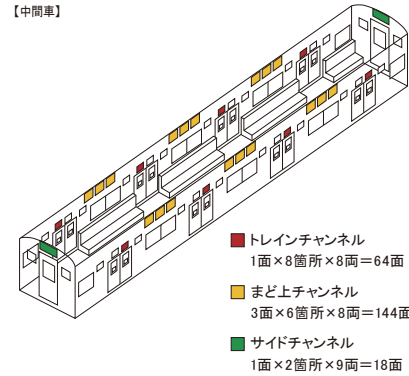 【中間車】
トレインチャンネル
1面×8箇所×8両=64面
まど上チャンネル
3面×6箇所×8両=144面
サイドチャンネル
1面×2箇所×9両=18面